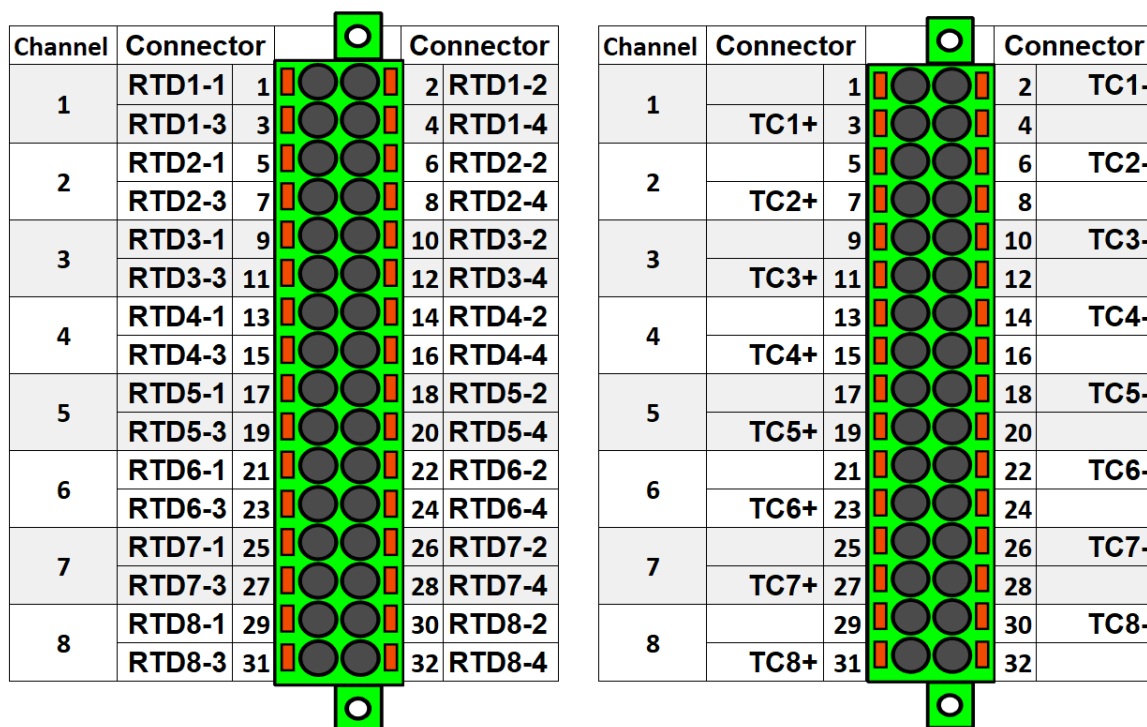 Channel Connector Connector
1 RTD1-1 1 2 RTD1-2
RTD1-3 3 4 RTD1-4
2 RTD2-1 5 6 RTD2-2
RTD2-3 7 8 RTD2-4
3 RTD3-1 9 10 RTD3-2
RTD3-3 11 12 RTD3-4
4 RTD4-1 13 14 RTD4-2
RTD4-3 15 16 RTD4-4
5 RTD5-1 17 18 RTD5-2
RTD5-3 19 20 RTD5-4
6 RTD6-1 21 22 RTD6-2
RTD6-3 23 24 RTD6-4
7 RTD7-1 25 26 RTD7-2
RTD7-3 27 28 RTD7-4
8 RTD8-1 29 30 RTD8-2
RTD8-3 31 32 RTD8-4
Channel Connector Connector
1 1 2 TC1-
TC1+ 3 4
2 5 6 TC2-
TC2+ 7 8
3 9 10 TC3-
TC3+ 11 12
4 13 14 TC4-
TC4+ 15 16
5 17 18 TC5-
TC5+ 19 20
6 21 22 TC6-
TC6+ 23 24
7 25 26 TC7-
TC7+ 27 28
8 29 30 TC8-
TC8+ 31 32